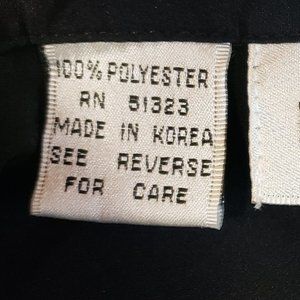 100% POLYESTER
RN 51323
MADE IN KOREA
SEE REVERSE
FOR CARE